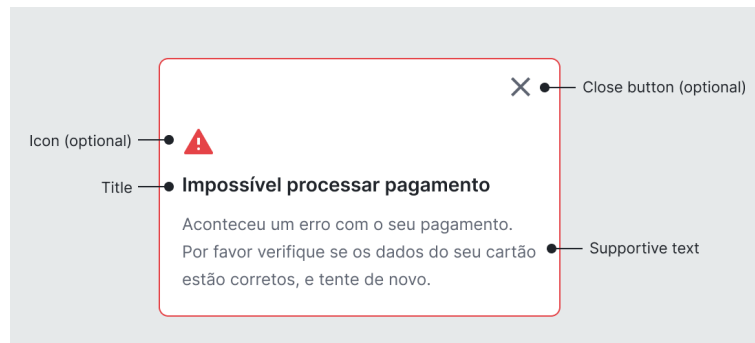 Close button (optional)
Icon (optional)
Title
Impossível processar pagamento
Aconteceu um erro com o seu pagamento.
Por favor verifique se os dados do seu cartão
estão corretos, e tente de novo.
Supportive text